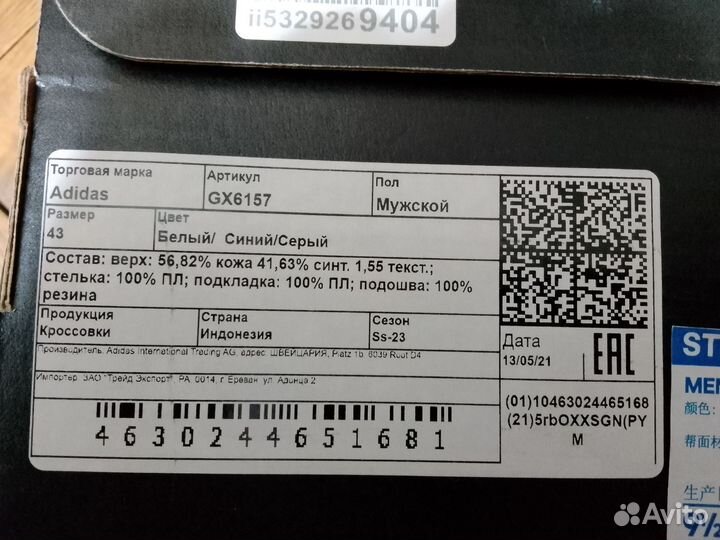 ii5329269404
Торговая марка
Adidas
Артикул
GX6157
Пол
Мужской
Размер
43
Цвет
Белый/ Синий/Серый
Состав: верх: 56,82% кожа 41,63% синт. 1,55 текст.;
стелька: 100% ПЛ; подкладка: 100% ПЛ; подошва: 100%
резина
Продукция
Кроссовки
Страна
Индонезия
Сезон
Ss-23
Дата
13/05/21
EAC
Производитель: Adidas International Trading AG, адрес: ШВЕЙЦАРИЯ, Platz 1b, 6039 Root D4
Импортер: ЗАО "Трейд Экспорт", РА, 0014, г. Ереван ул. Адонца 2
4630244651681
(01)10463024465168
(21)5rbOXXSGN(PY
M
ST
MEN
颜色:
帮面材
生产日
9/2
Avito